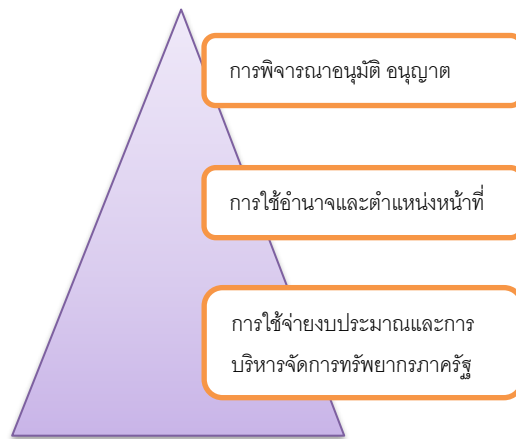 การพิจารณาอนุมัติ อนุญาต
การใช้อำนาจและตำแหน่งหน้าที่
การใช้จ่ายงบประมาณและการ
บริหารจัดการทรัพยากรภาครัฐ